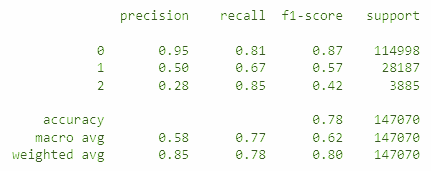 precision recall f1-score support
0 0.95 0.81 0.87 114998
1 0.50 0.67 0.57 28187
2 0.28 0.85 0.42 3885
accuracy 0.78 147070
macro avg 0.58 0.77 0.62 147070
weighted avg 0.85 0.78 0.80 147070